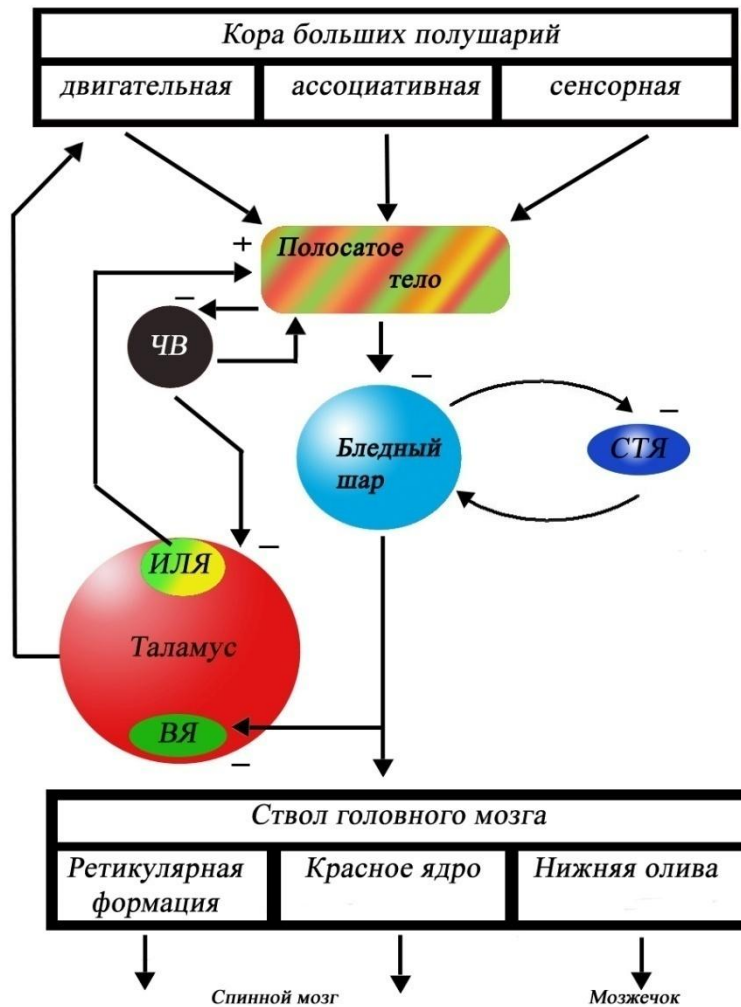 Кора больших полушарий
двигательная
ассоциативная
сенсорная
+
Полосатое
тело
–
ЧВ
–
–
Бледный
шар
СТЯ
–
ИЛЯ
Таламус
ВЯ
–
Ствол головного мозга
Ретикулярная
формация
Красное ядро
Нижняя олива
Спинной мозг
Мозжечок